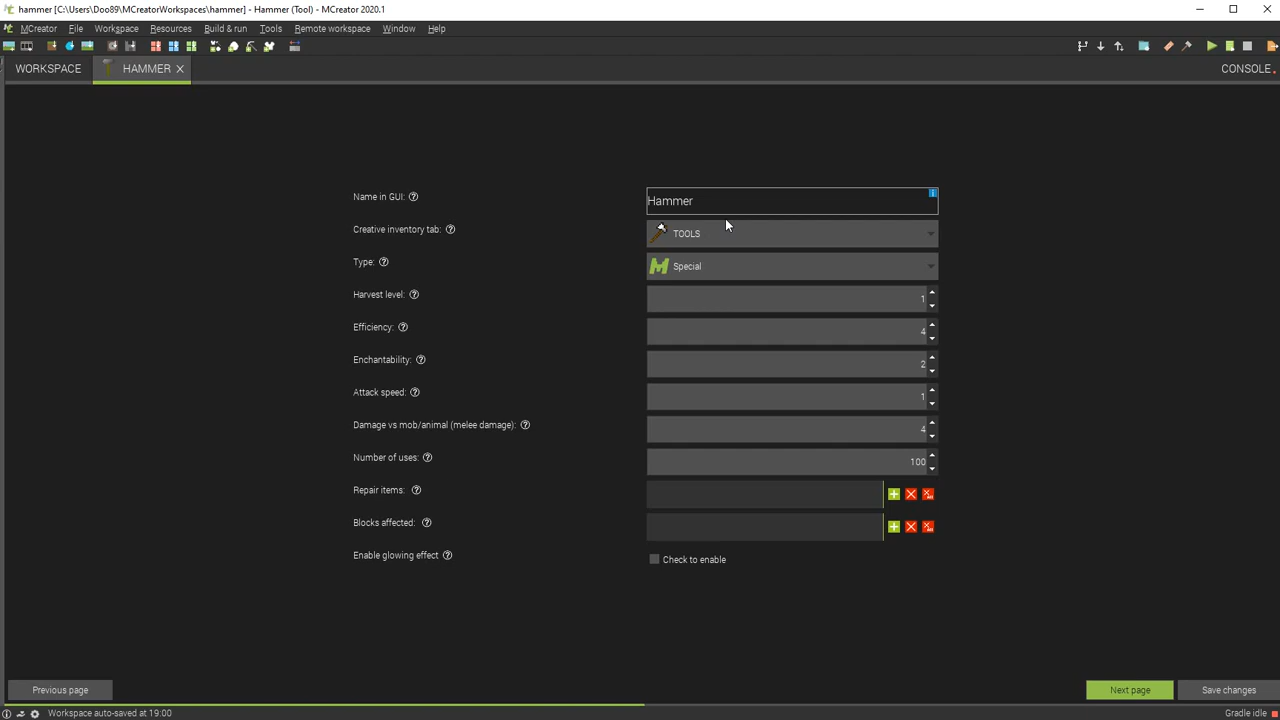 hammer [C:\Users\Doo89\MCreatorWorkspaces\hammer] - Hammer (Tool) - MCreator 2020.1
MCreator File Workspace Resources Build & run Tools Remote workspace Window Help
WORKSPACE HAMMER CONSOLE
Name in GUI: Hammer
Creative inventory tab: TOOLS
Type: Special
Harvest level: 1
Efficiency: 4
Enchantability: 2
Attack speed: 1
Damage vs mob/animal (melee damage): 4
Number of uses: 100
Repair items:
Blocks affected:
Enable glowing effect Check to enable
Previous page Next page Save changes
Workspace auto-saved at 19:00 Gradle idle